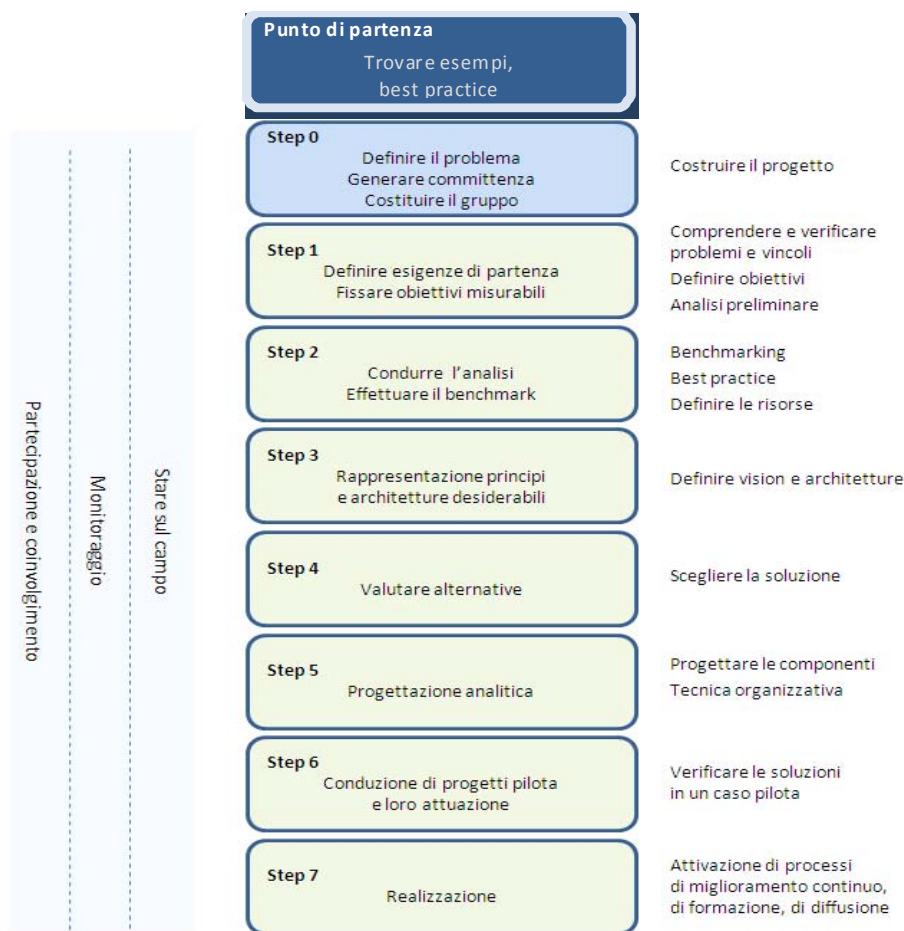 Punto di partenza
Trovare esempi,
best practice
Step 0
Definire il problema
Generare committenza
Costituire il gruppo
Costruire il progetto
Step 1
Definire esigenze di partenza
Fissare obiettivi misurabili
Comprendere e verificare
problemi e vincoli
Definire obiettivi
Analisi preliminare
Step 2
Condurre l'analisi
Effettuare il benchmark
Benchmarking
Best practice
Definire le risorse
Step 3
Rappresentazione principi
e architetture desiderabili
Definire vision e architetture
Step 4
Valutare alternative
Scegliere la soluzione
Step 5
Progettazione analitica
Progettare le componenti
Tecnica organizzativa
Step 6
Conduzione di progetti pilota
e loro attuazione
Verificare le soluzioni
in un caso pilota
Step 7
Realizzazione
Attivazione di processi
di miglioramento continuo,
di formazione, di diffusione
Partecipazione e coinvolgimento
Monitoraggio
Stare sul campo